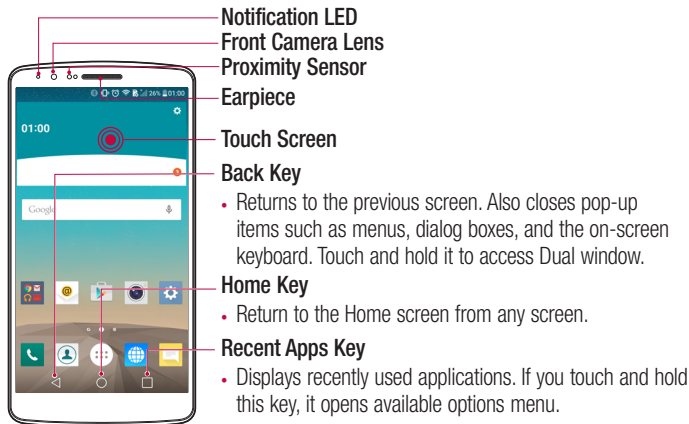 Notification LED
Front Camera Lens
Proximity Sensor
Earpiece
26% 01:00
01:00
Touch Screen
Google
Back Key
• Returns to the previous screen. Also closes pop-up
items such as menus, dialog boxes, and the on-screen
keyboard. Touch and hold it to access Dual window.
Home Key
• Return to the Home screen from any screen.
Recent Apps Key
• Displays recently used applications. If you touch and hold
this key, it opens available options menu.